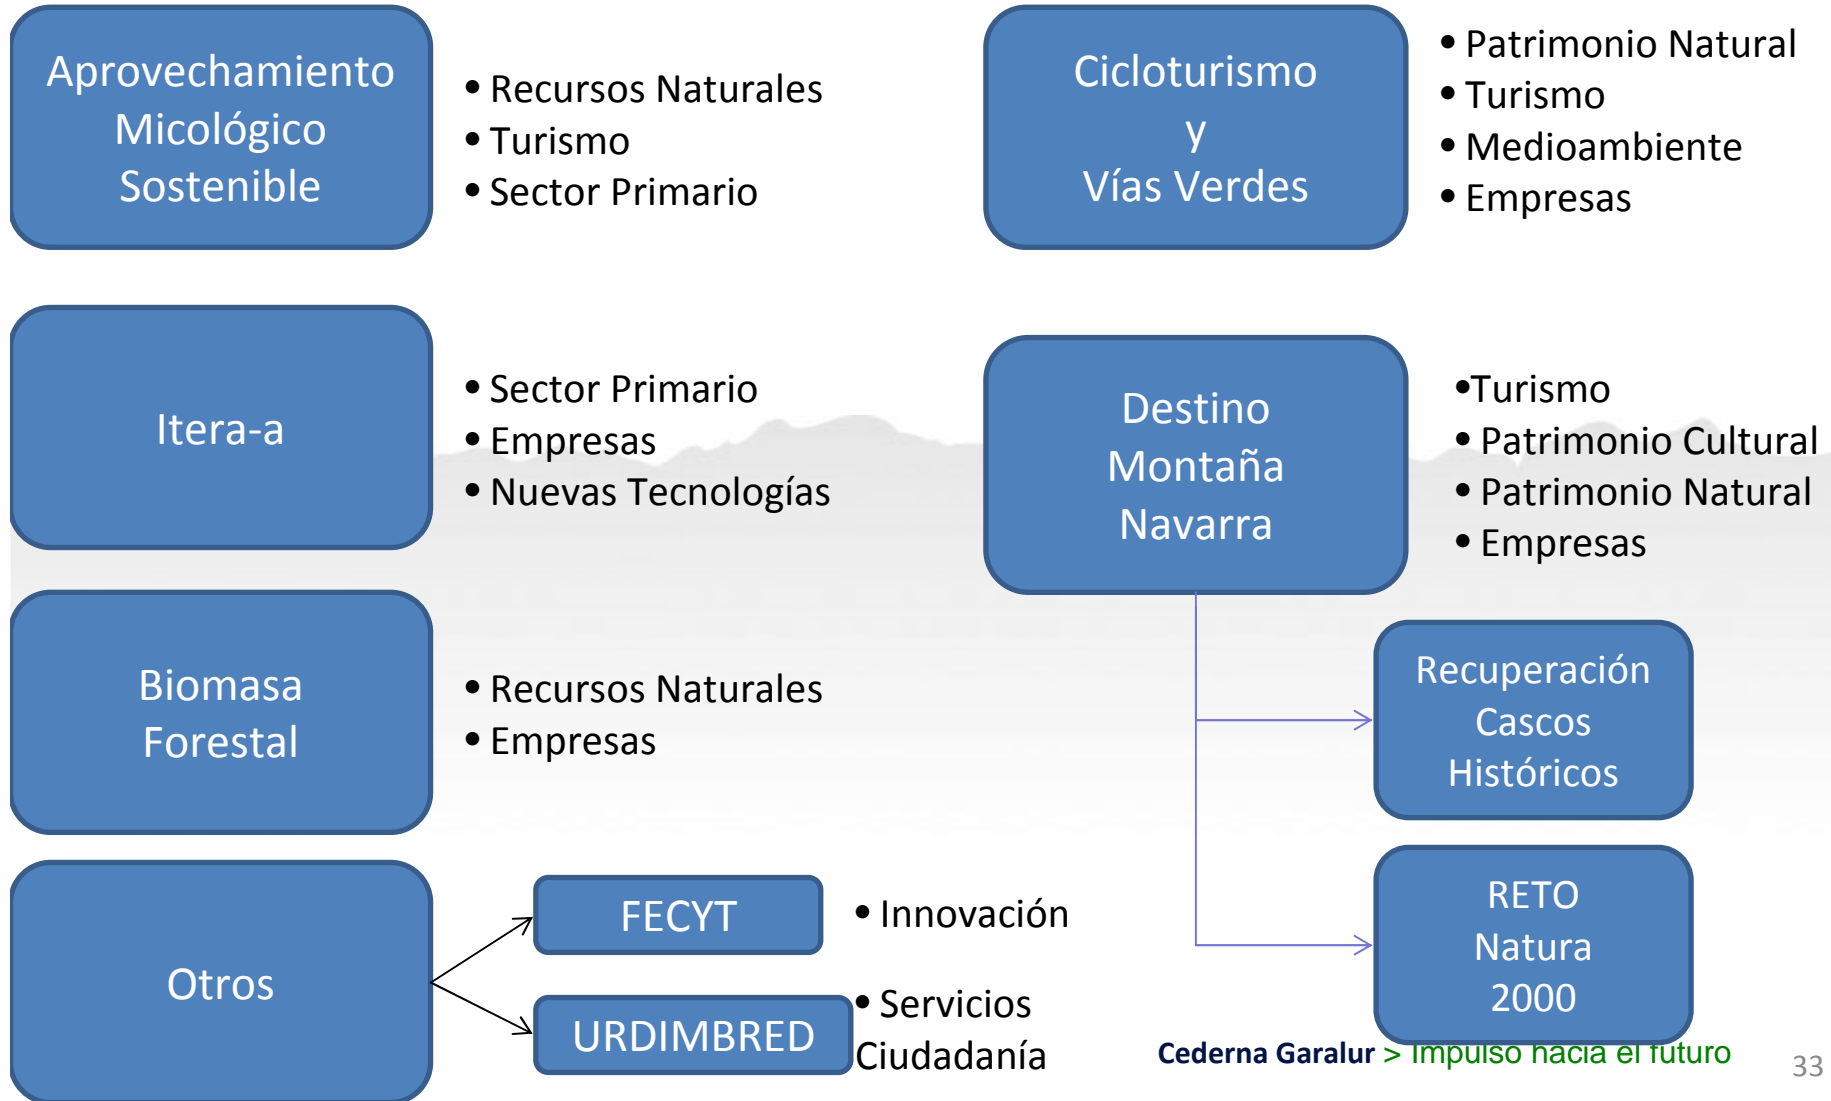 Aprovechamiento
Micológico
Sostenible
• Recursos Naturales
• Turismo
• Sector Primario
Cicloturismo
y
Vías Verdes
• Patrimonio Natural
• Turismo
• Medioambiente
• Empresas
Itera-a
• Sector Primario
• Empresas
• Nuevas Tecnologías
Destino
Montaña
Navarra
•Turismo
• Patrimonio Cultural
• Patrimonio Natural
• Empresas
Biomasa
Forestal
• Recursos Naturales
• Empresas
Recuperación
Cascos
Históricos
Otros
FECYT
• Innovación
URDIMBRED
• Servicios
Ciudadanía
RETO
Natura
2000
Cederna Garalur > Impulso hacia el futuro
33